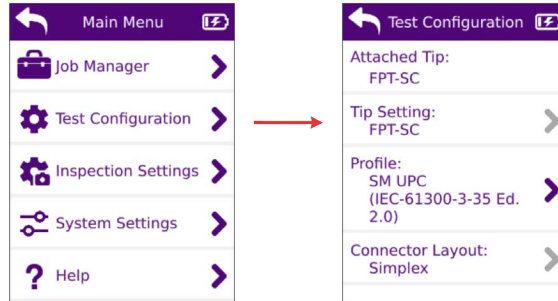 Main Menu
Job Manager
Test Configuration
Inspection Settings
System Settings
? Help
Test Configuration
Attached Tip:
FPT-SC
Tip Setting:
FPT-SC
Profile:
SM UPC
(IEC-61300-3-35 Ed.
2.0)
Connector Layout:
Simplex